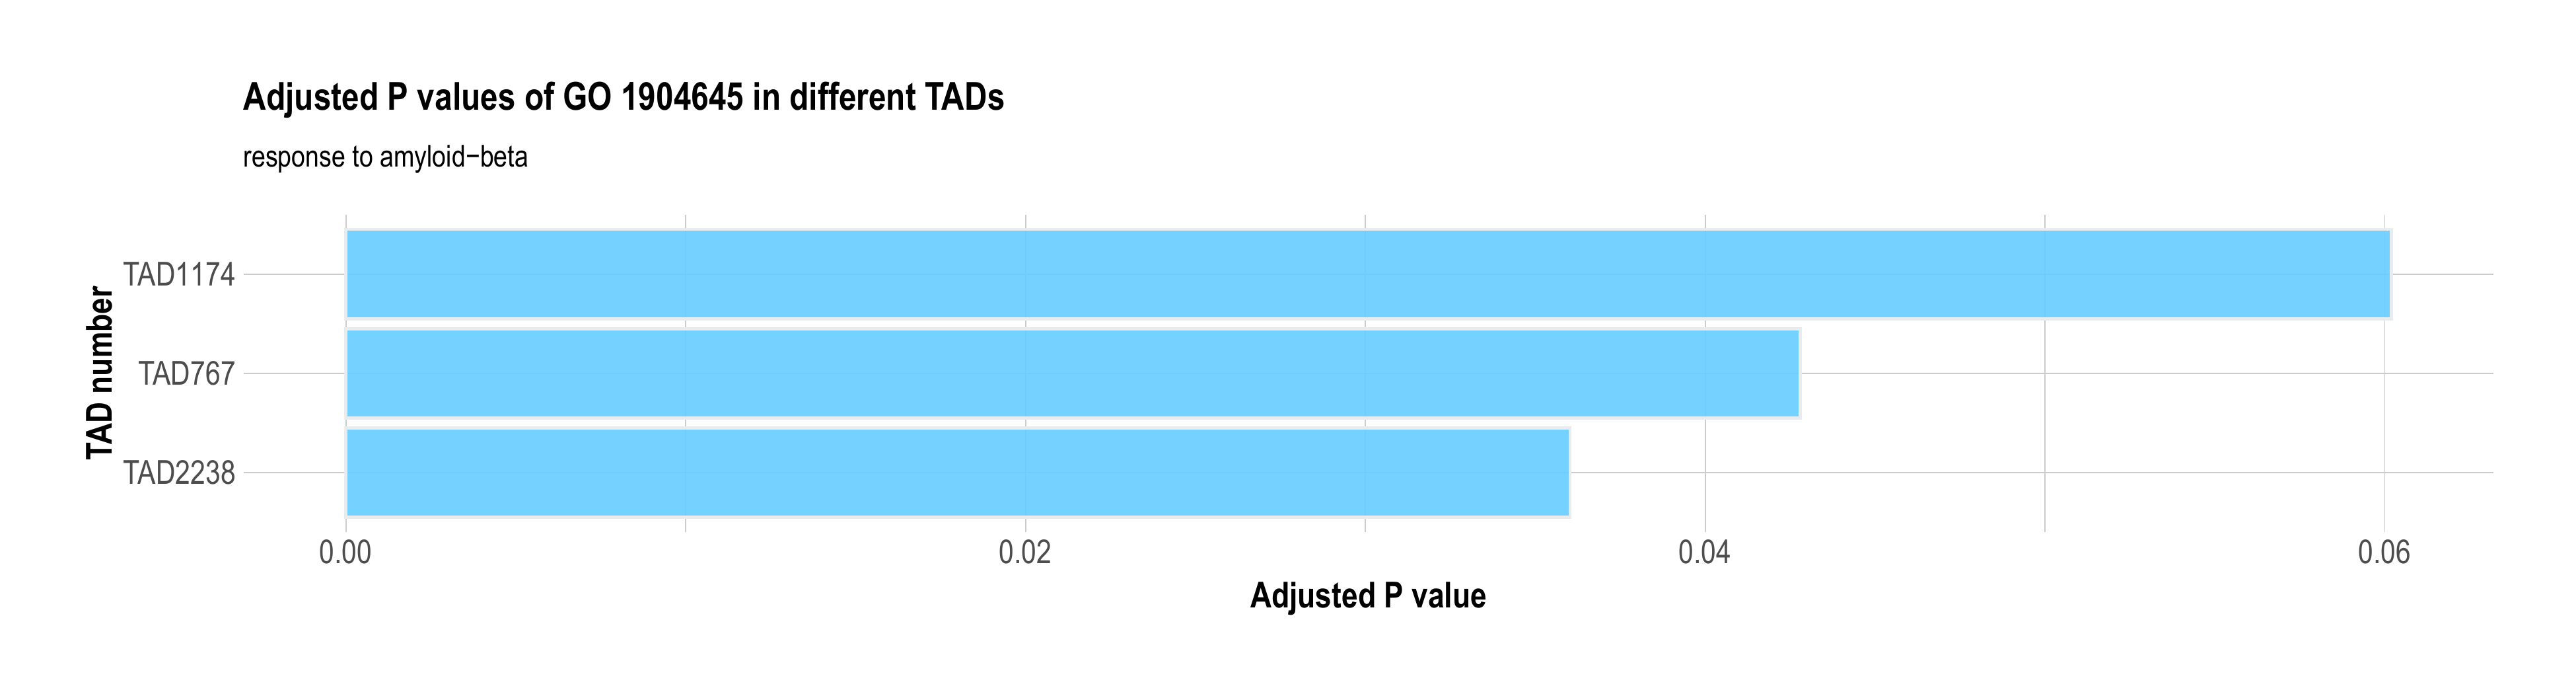 Adjusted P values of GO 1904645 in different TADs
response to amyloid−beta
TAD number
TAD1174
TAD767
TAD2238
0.00 0.02 0.04 0.06
Adjusted P value